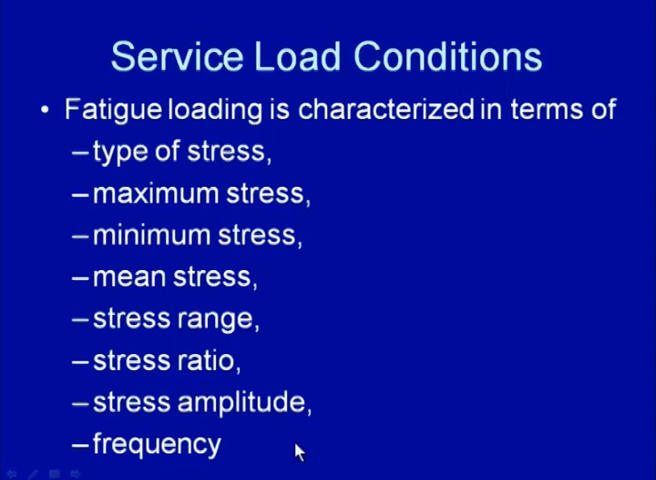 Service Load Conditions
• Fatigue loading is characterized in terms of
–type of stress,
–maximum stress,
–minimum stress,
–mean stress,
–stress range,
–stress ratio,
–stress amplitude,
–frequency